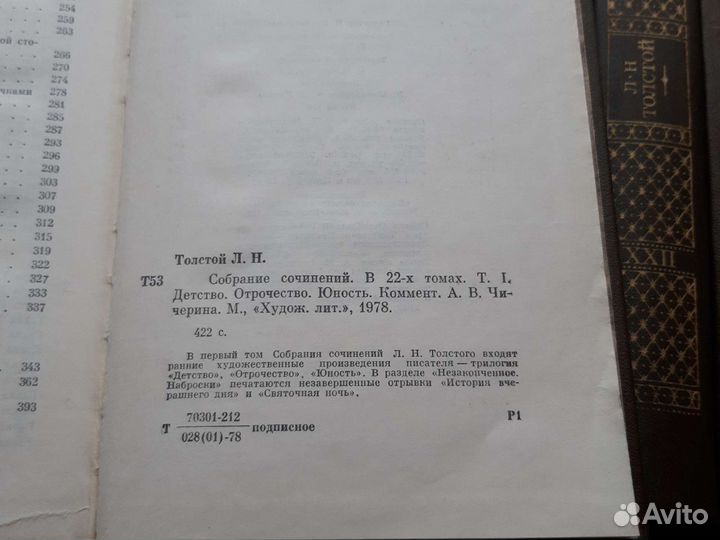 254
259
263
ой сто-
266
270
274
чками 278
281
285
287
293
296
299
303
307
309
312
315
322
327
333
337
343
362
393
Толстой Л. Н.
Т53 Собрание сочинений. В 22-х томах. Т. I.
Детство. Отрочество. Юность. Коммент. А. В. Чи-
черина. М., «Худож. лит.», 1978.
422 с.
В первый том Собрания сочинений Л. Н. Толстого входят
ранние художественные произведения писателя — трилогия
«Детство», «Отрочество», «Юность». В разделе «Незаконченное.
Наброски» печатаются незавершенные отрывки «История вче-
рашнего дня» и «Святочная ночь».
70301-212
Т подписное Р1
028(01)-78
Л·Н
ТОЛСТОЙ
XXII
Avito